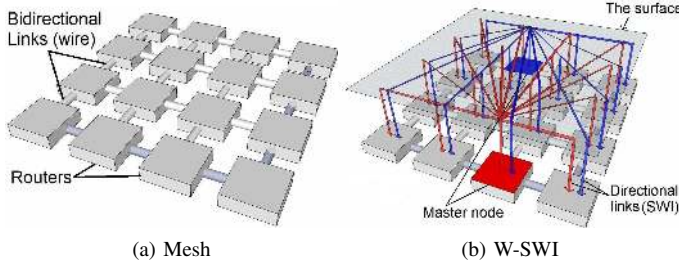 Bidirectional
Links (wire)
Routers
(a) Mesh
The surface
Master node
Directional
links(SWI)
(b) W-SWI